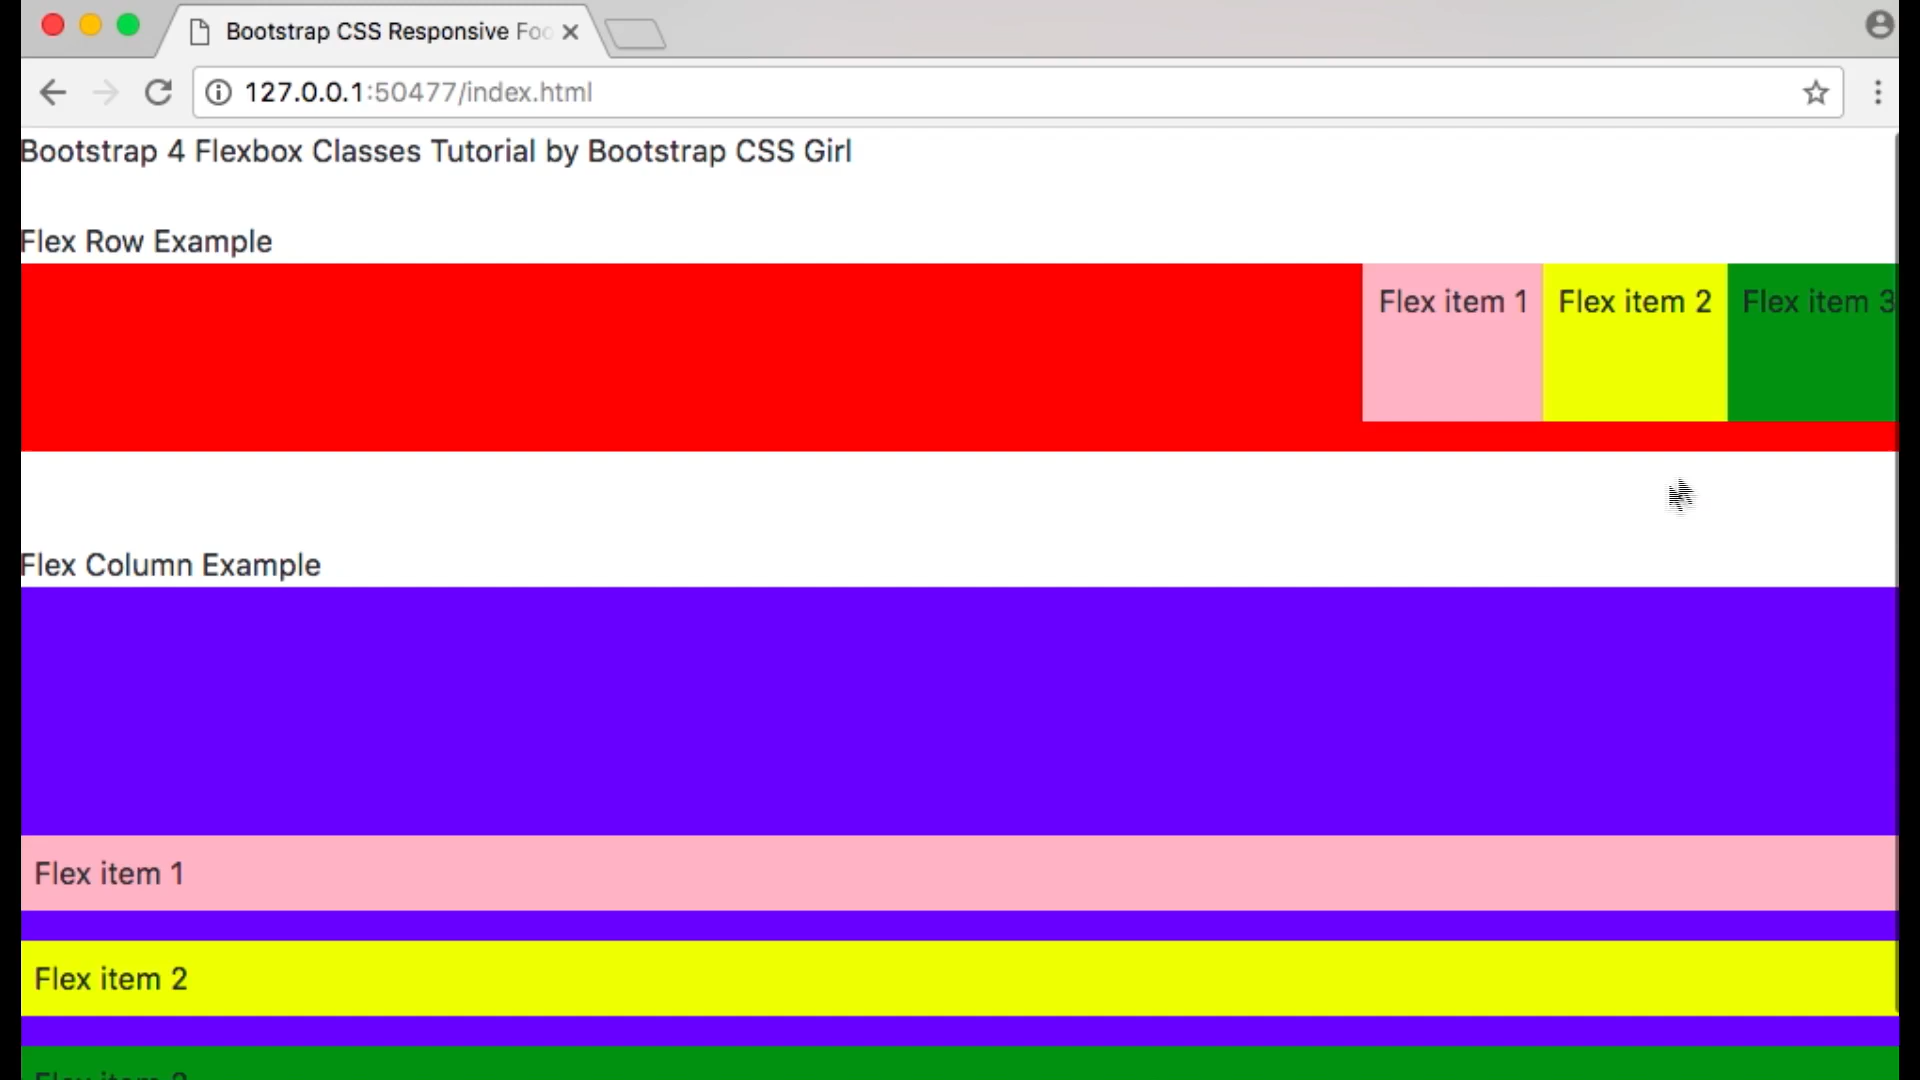 Bootstrap CSS Responsive Foo
127.0.0.1:50477/index.html
Bootstrap 4 Flexbox Classes Tutorial by Bootstrap CSS Girl
Flex Row Example
Flex item 1 Flex item 2 Flex item 3
Flex Column Example
Flex item 1
Flex item 2